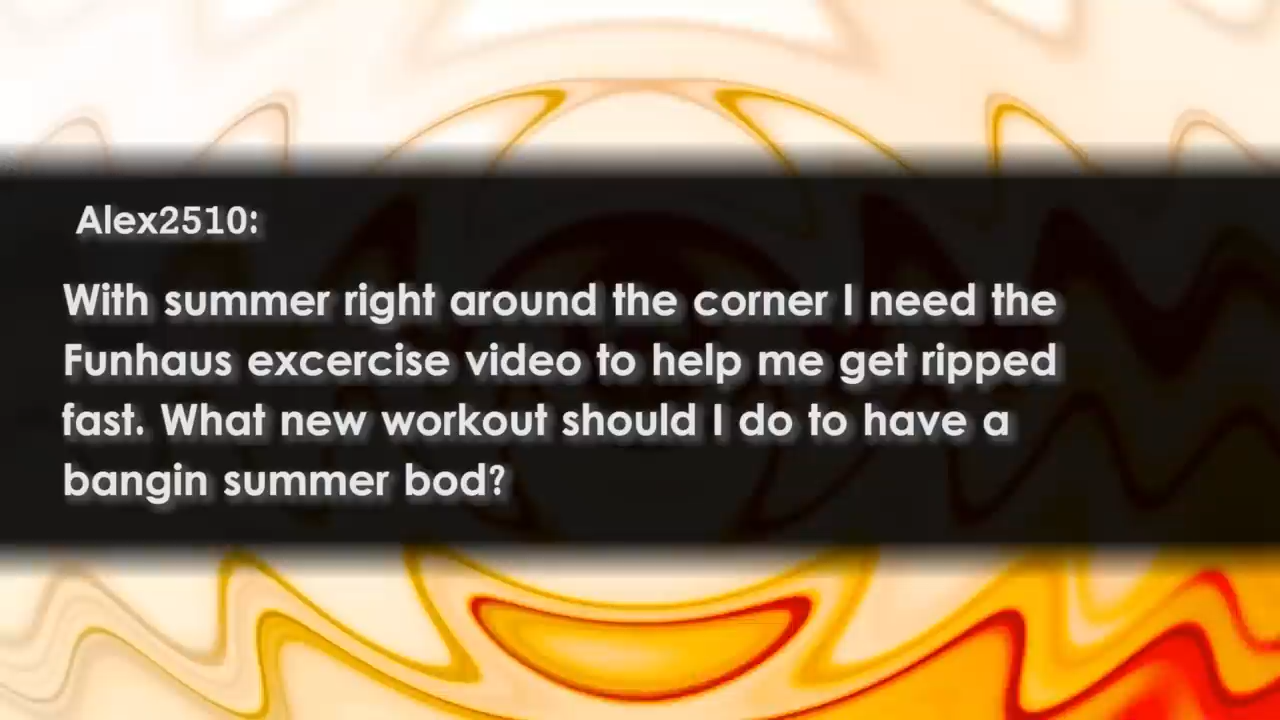 Alex2510:
With summer right around the corner I need the
Funhaus excercise video to help me get ripped
fast. What new workout should I do to have a
bangin summer bod?